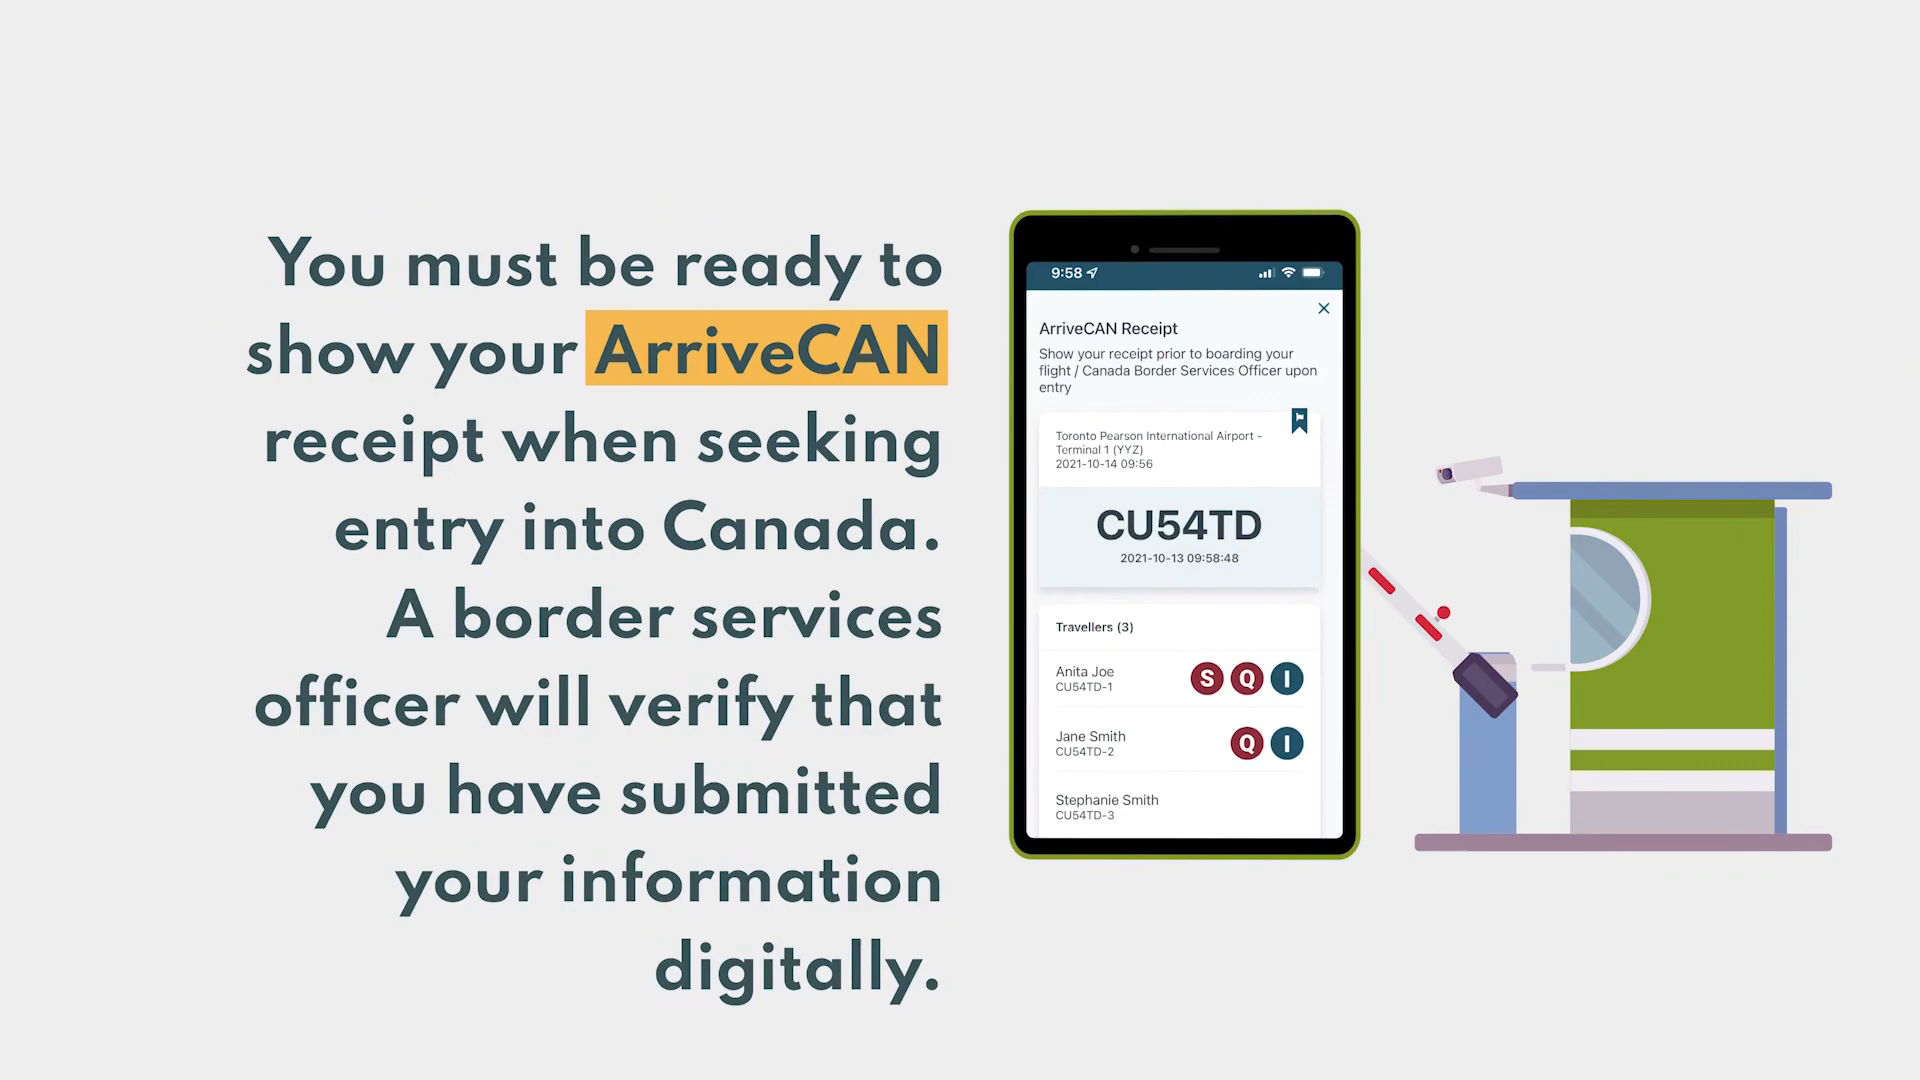 You must be ready to
show your ArriveCAN
receipt when seeking
entry into Canada.
A border services
officer will verify that
you have submitted
your information
digitally.
9:58
ArriveCAN Receipt
Show your receipt prior to boarding your
flight / Canada Border Services Officer upon
entry
Toronto Pearson International Airport -
Terminal 1 (YYZ)
2021-10-14 09:56
CU54TD
2021-10-13 09:58:48
Travellers (3)
Anita Joe
CU54TD-1
S Q I
Jane Smith
CU54TD-2
Q I
Stephanie Smith
CU54TD-3